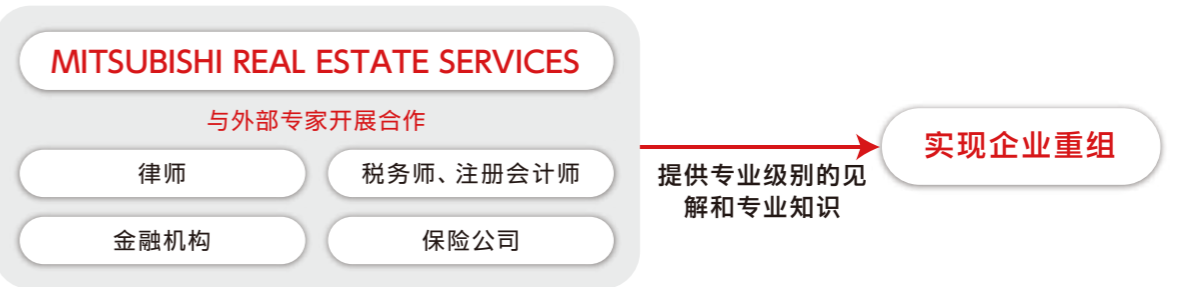 MITSUBISHI REAL ESTATE SERVICES
与外部专家开展合作
律师
税务师、注册会计师
金融机构
保险公司
提供专业级别的见
解和专业知识
实现企业重组